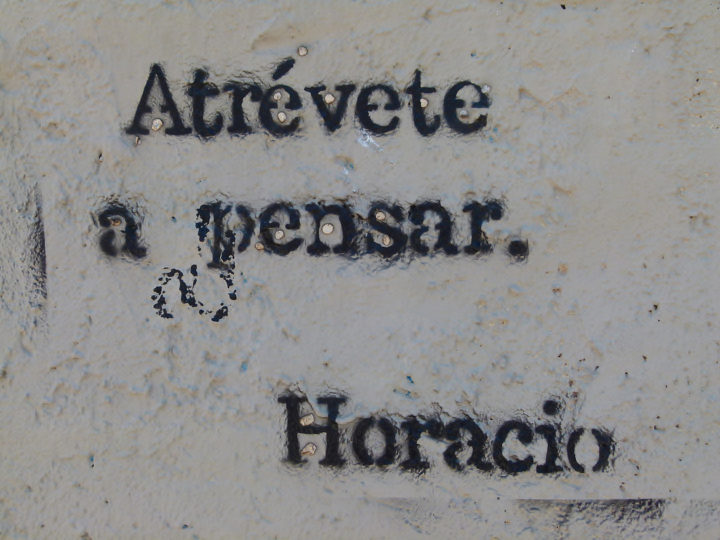 Atrévete
a pensar.
Horacio